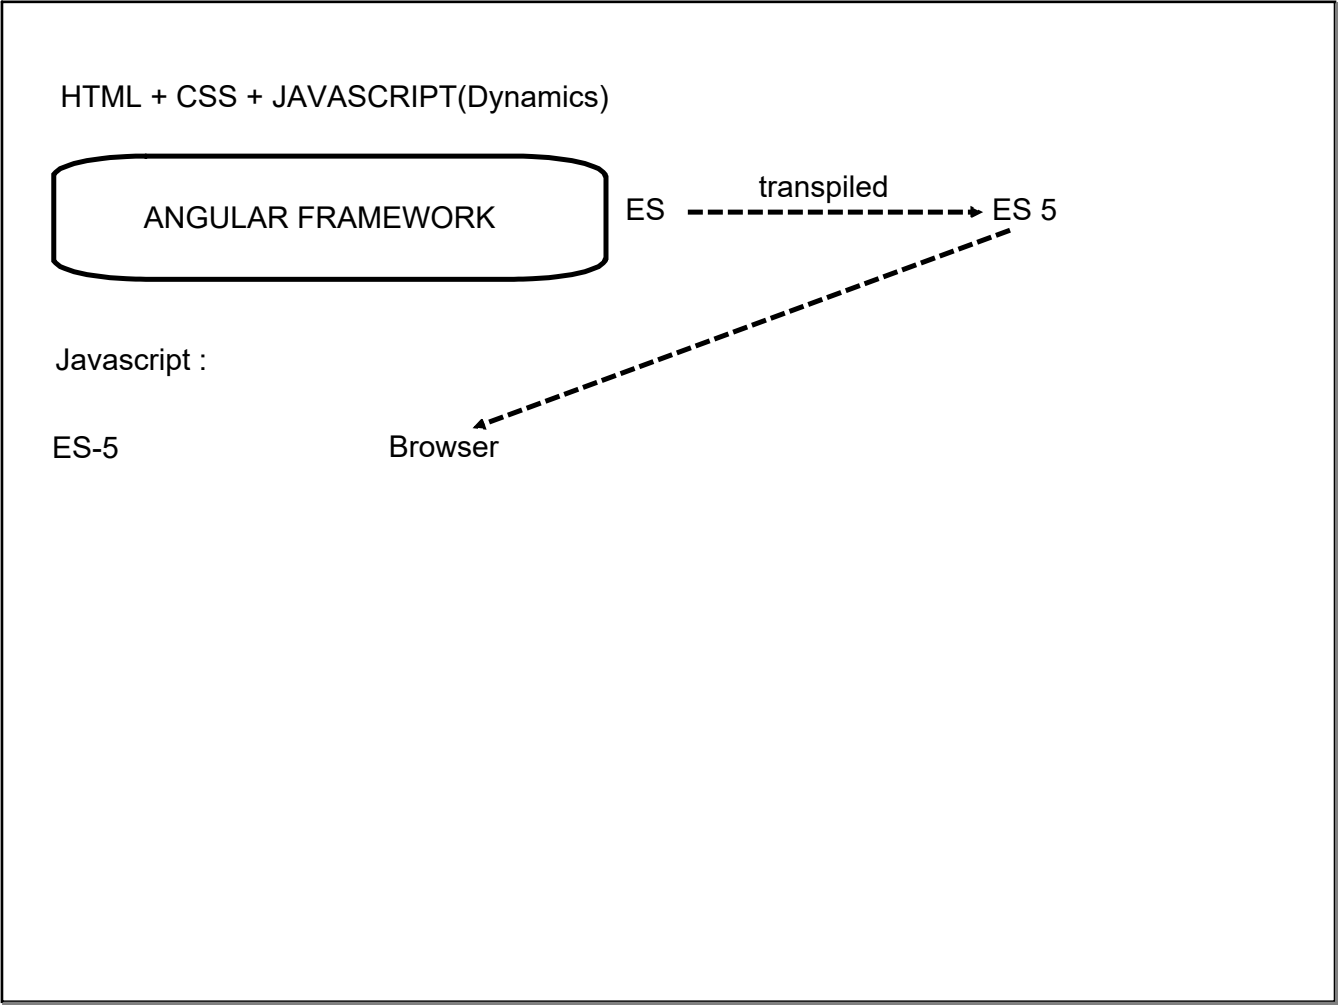 HTML + CSS + JAVASCRIPT(Dynamics)
ANGULAR FRAMEWORK
ES
transpiled
ES 5
Javascript :
ES-5
Browser